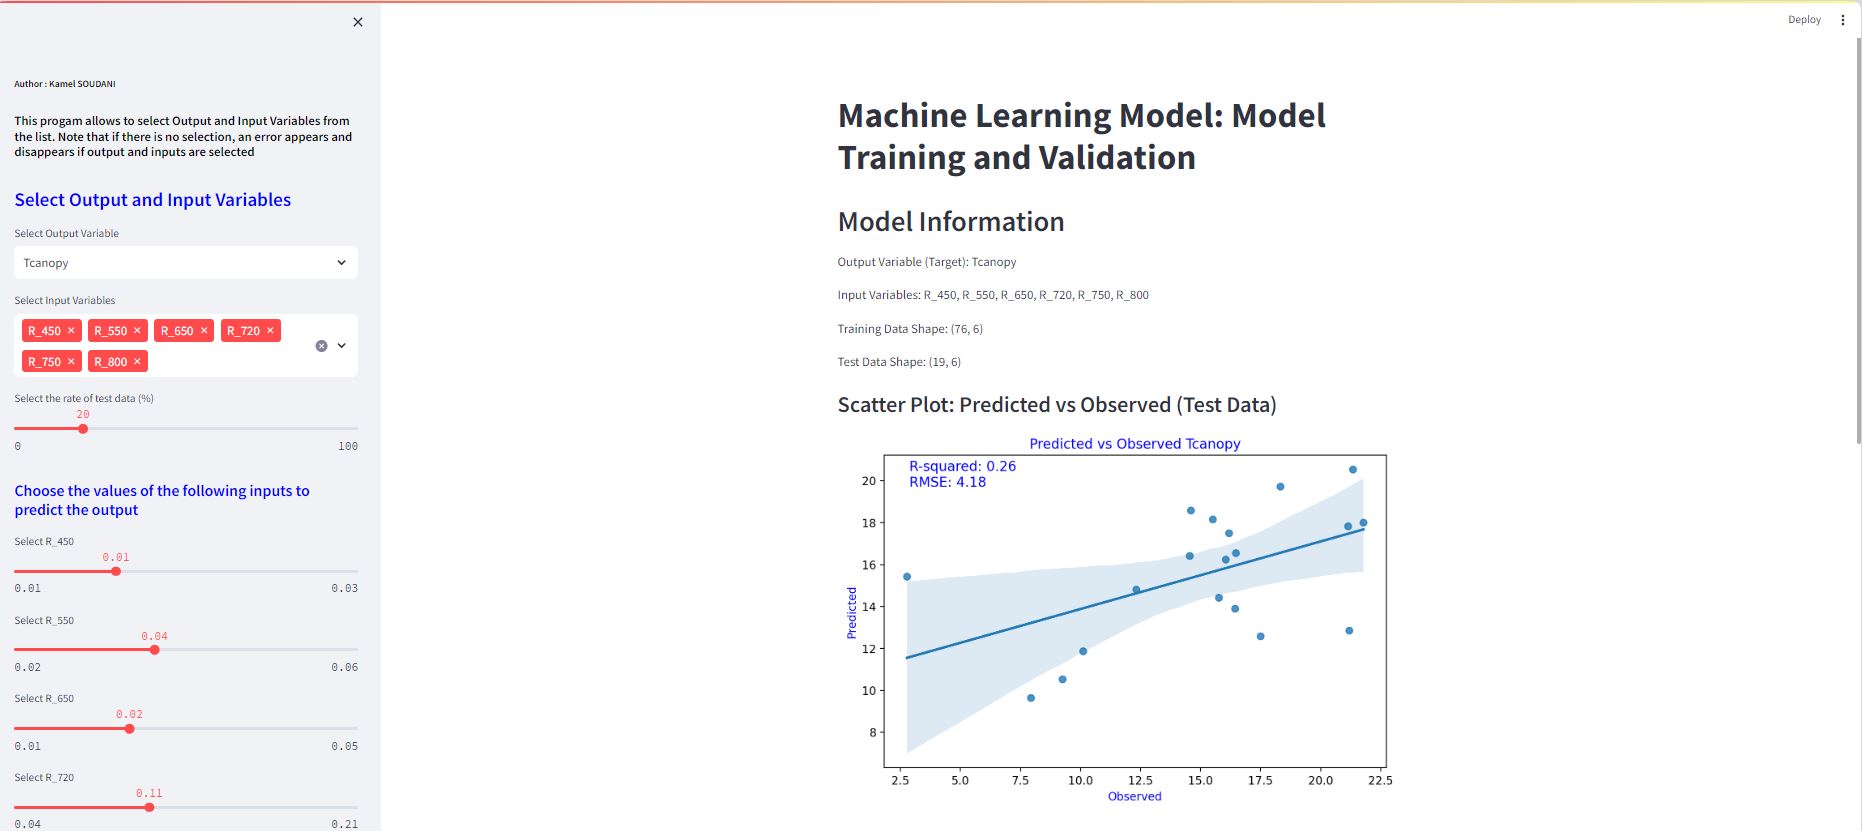 Deploy
Author : Kamel SOUDANI
This progam allows to select Output and Input Variables from
the list. Note that if there is no selection, an error appears and
disappears if output and inputs are selected
Select Output and Input Variables
Select Output Variable
Tcanopy
Select Input Variables
R_450 × R_550 × R_650 × R_720 ×
R_750 × R_800 ×
Select the rate of test data (%)
20
0 100
Choose the values of the following inputs to
predict the output
Select R_450
0.01
0.01 0.03
Select R_550
0.04
0.02 0.06
Select R_650
0.02
0.01 0.05
Select R_720
0.11
0.04 0.21
Machine Learning Model: Model
Training and Validation
Model Information
Output Variable (Target): Tcanopy
Input Variables: R_450, R_550, R_650, R_720, R_750, R_800
Training Data Shape: (76, 6)
Test Data Shape: (19, 6)
Scatter Plot: Predicted vs Observed (Test Data)
Predicted vs Observed Tcanopy
R-squared: 0.26
RMSE: 4.18
20
18
16
14
12
10
8
Predicted
2.5 5.0 7.5 10.0 12.5 15.0 17.5 20.0 22.5
Observed